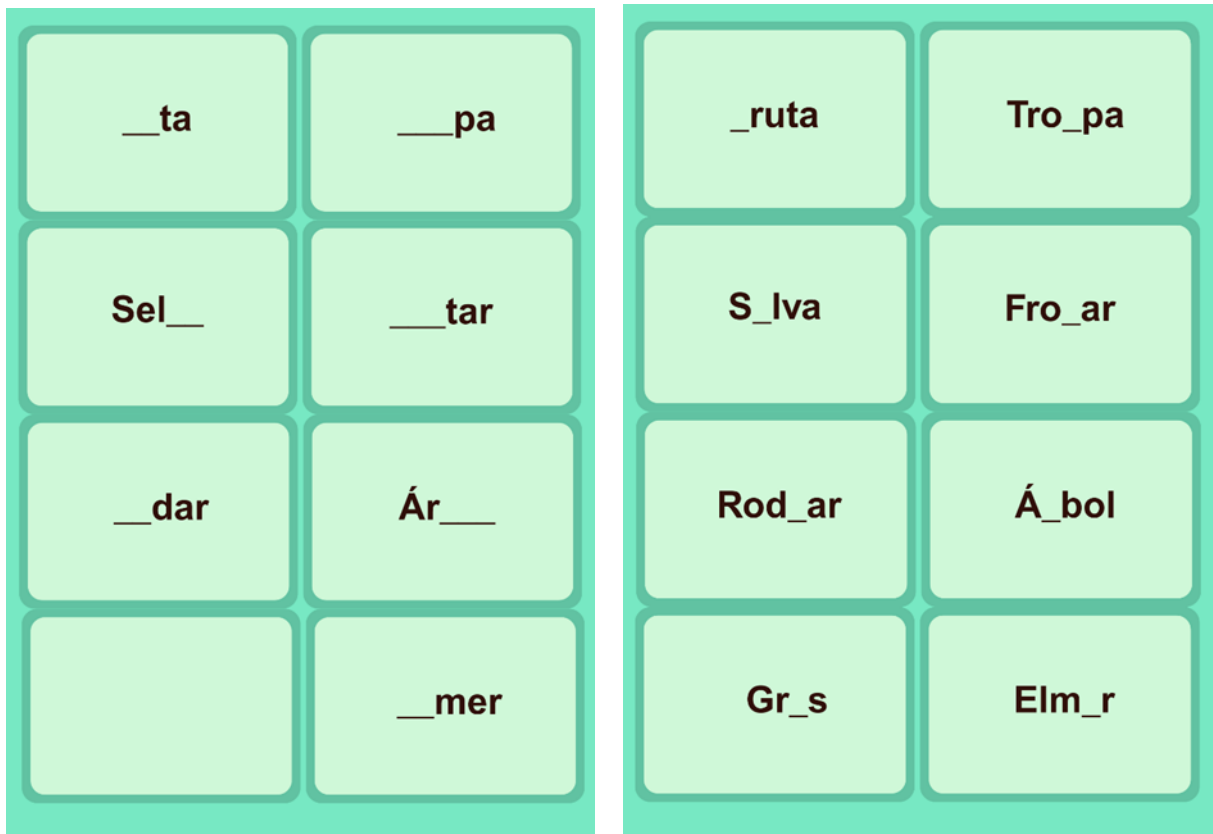 __ta
___pa
Sel__
___tar
__dar
Ár___
__mer
_ruta
Tro_pa
S_lva
Fro_ar
Rod_ar
Á_bol
Gr_s
Elm_r